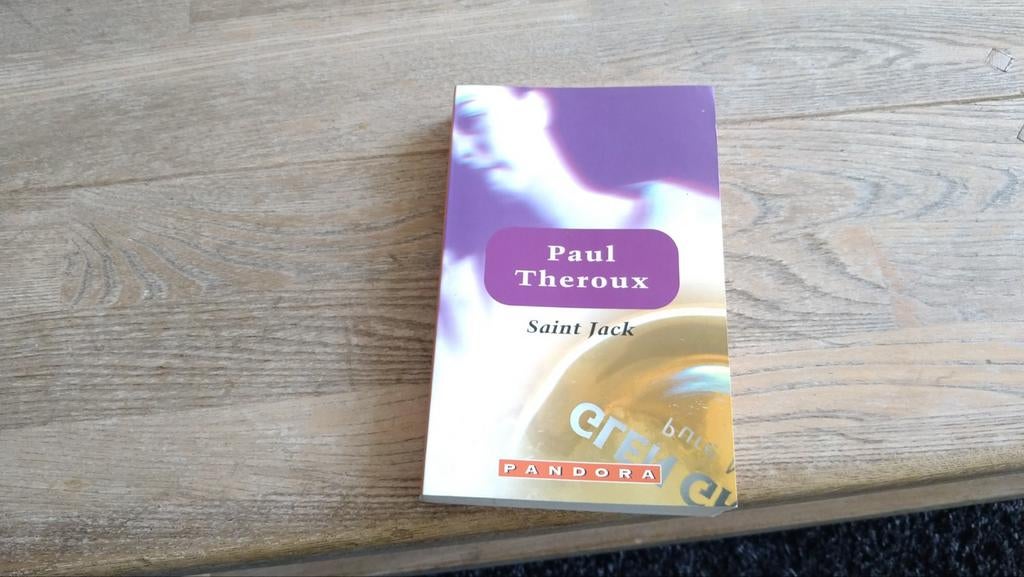 Paul
Theroux
Saint Jack
PANDORA